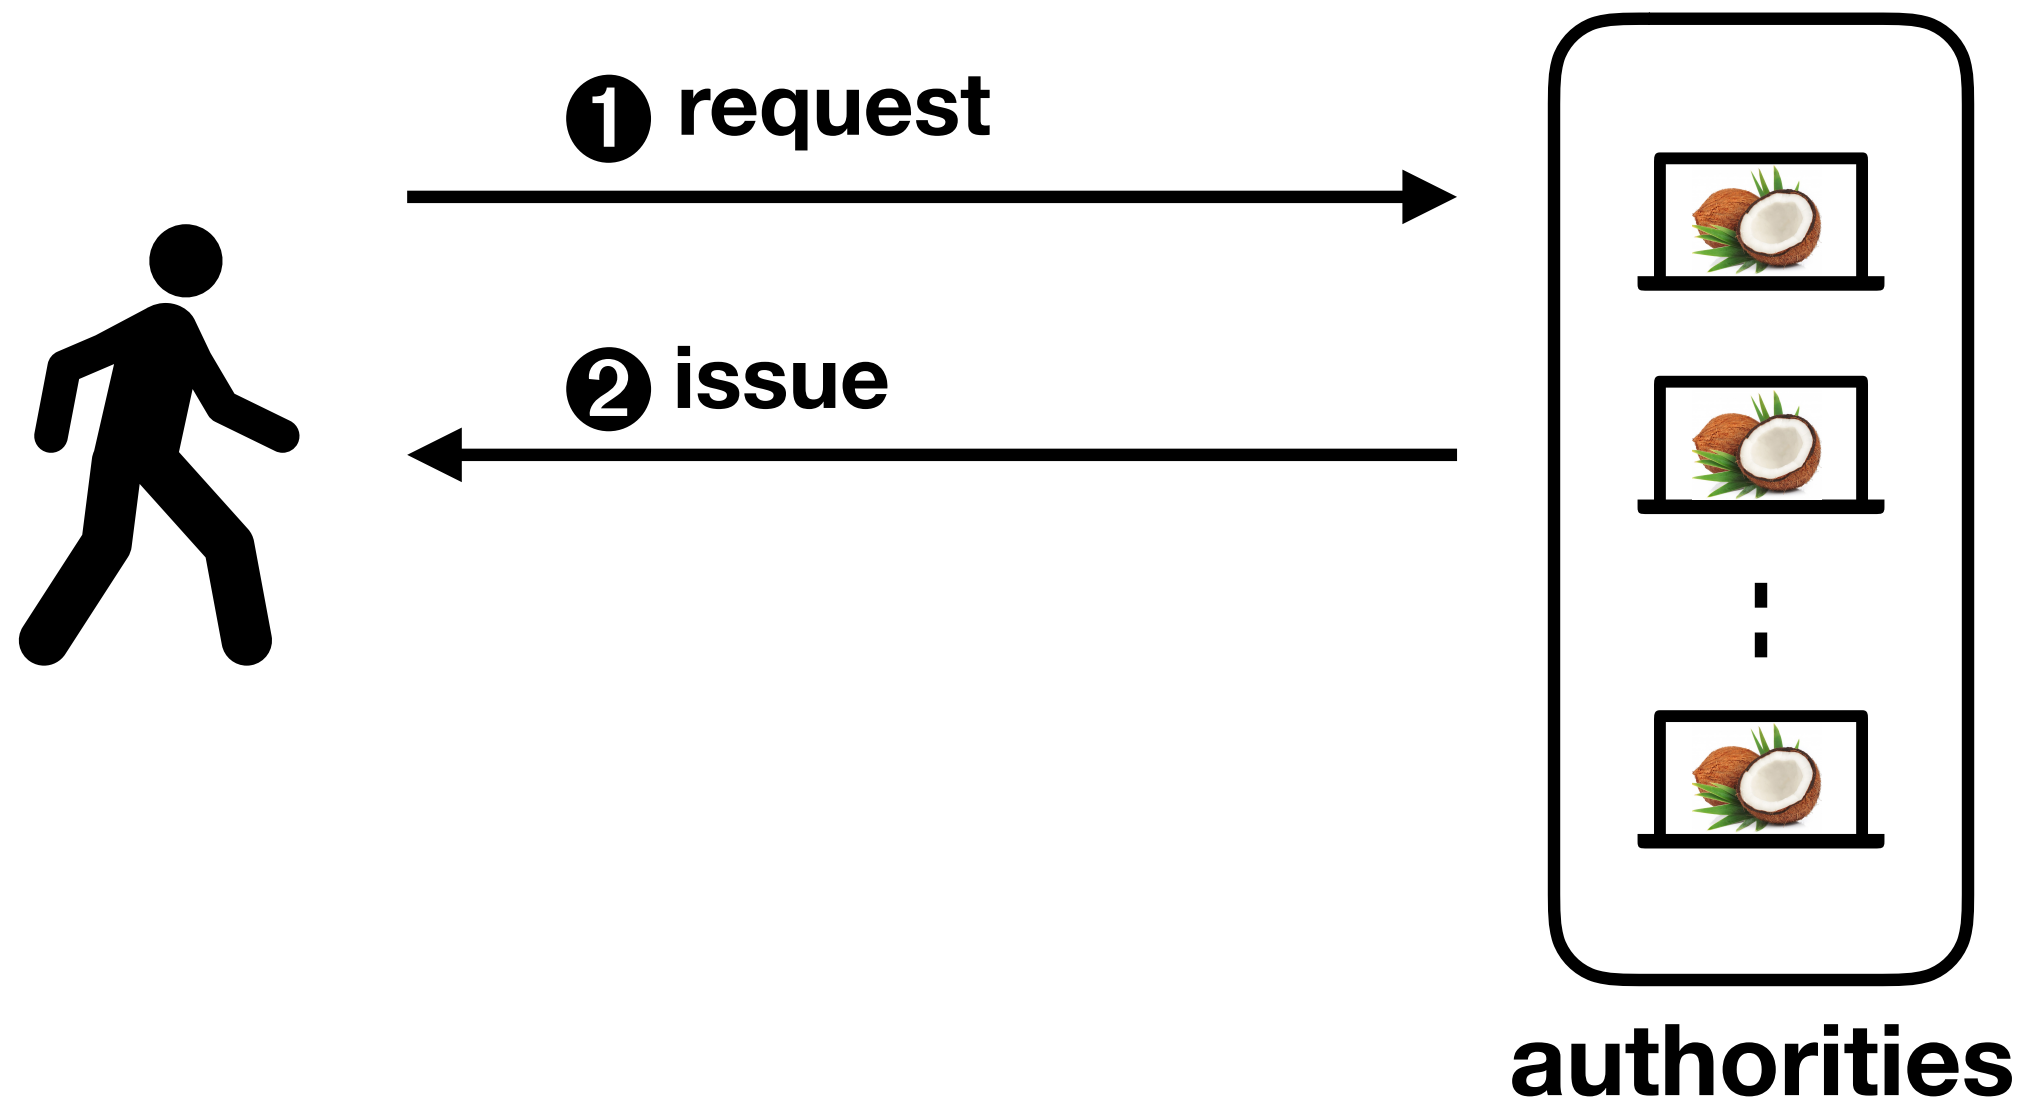 ❶ request
❷ issue
authorities